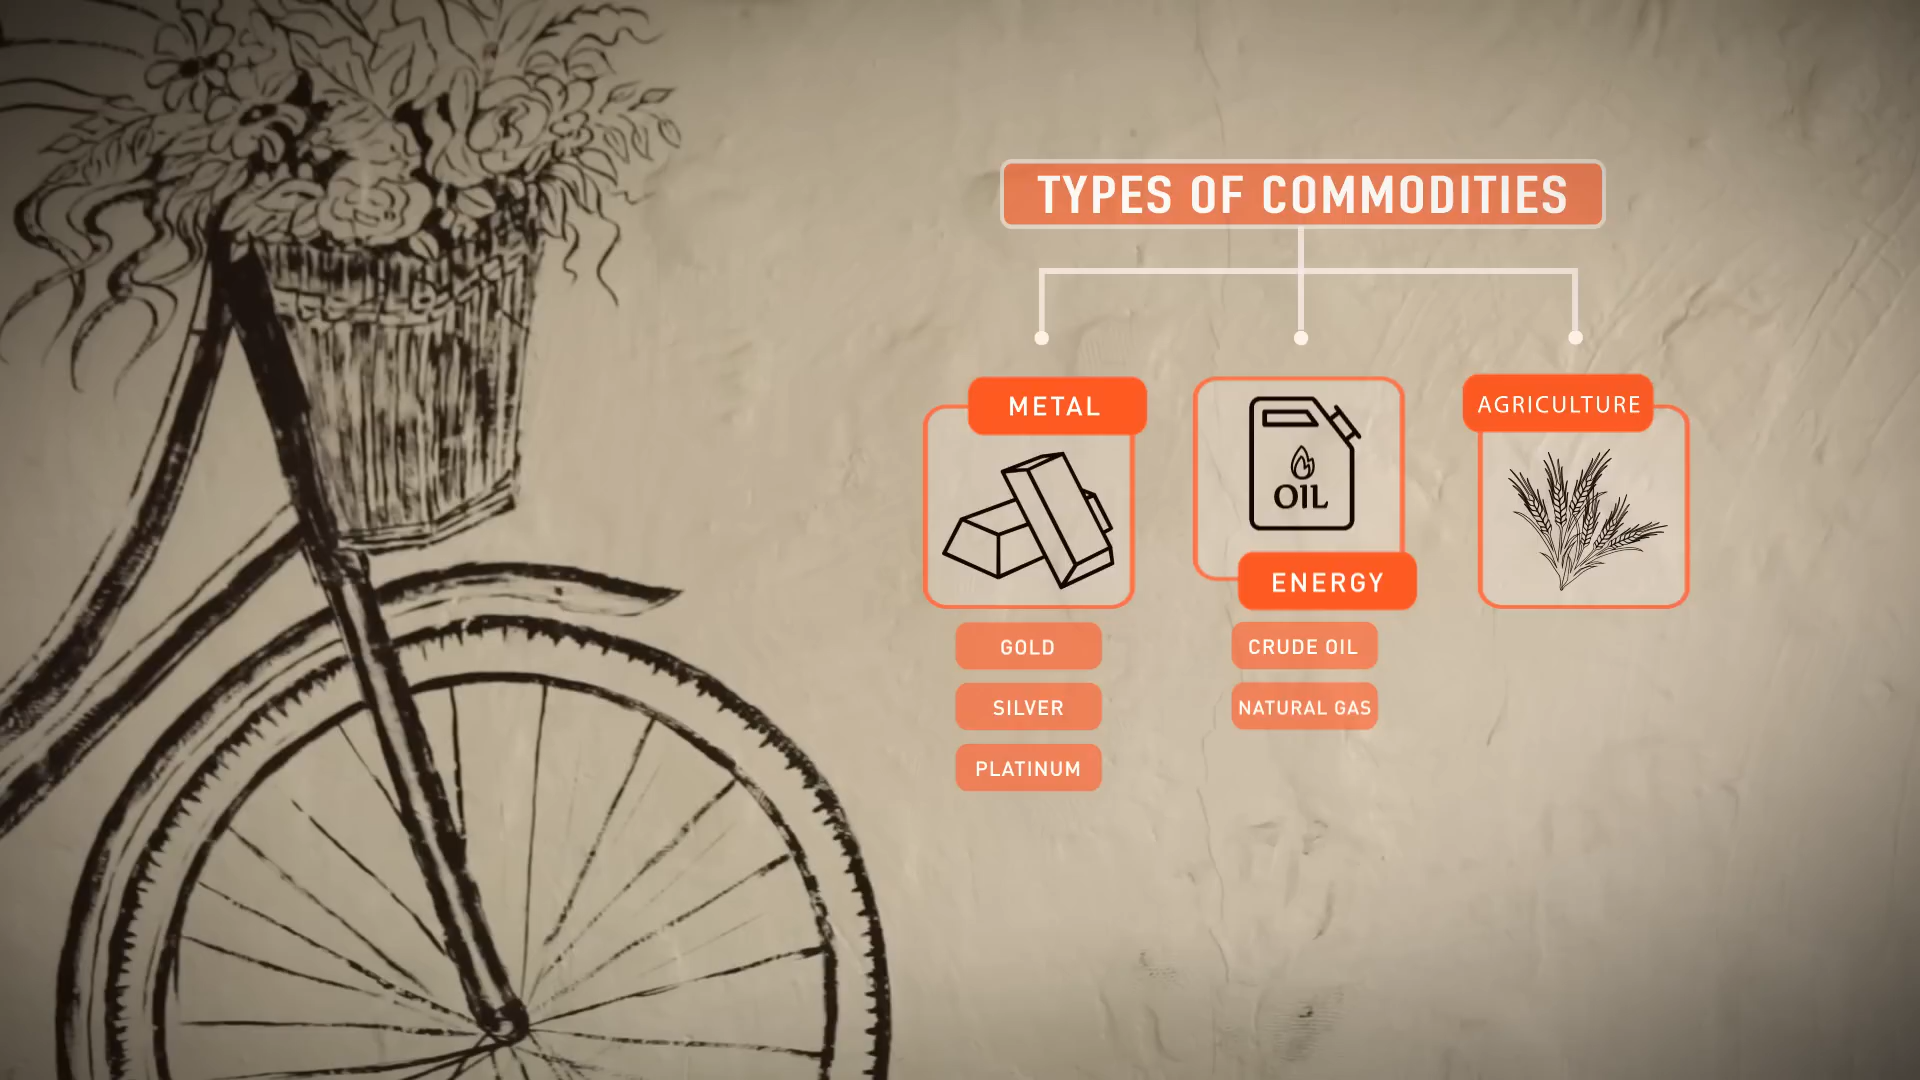 TYPES OF COMMODITIES
METAL
GOLD
SILVER
PLATINUM
OIL
ENERGY
CRUDE OIL
NATURAL GAS
AGRICULTURE